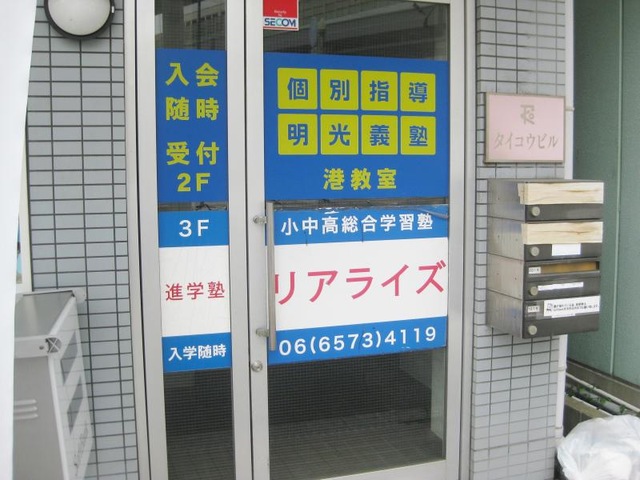 SECOM
入会
随時
受付
2F
個別指導
明光義塾
港教室
タイコウビル
3F
進学塾
入学随時
小中高総合学習塾
リアライズ
06(6573)4119